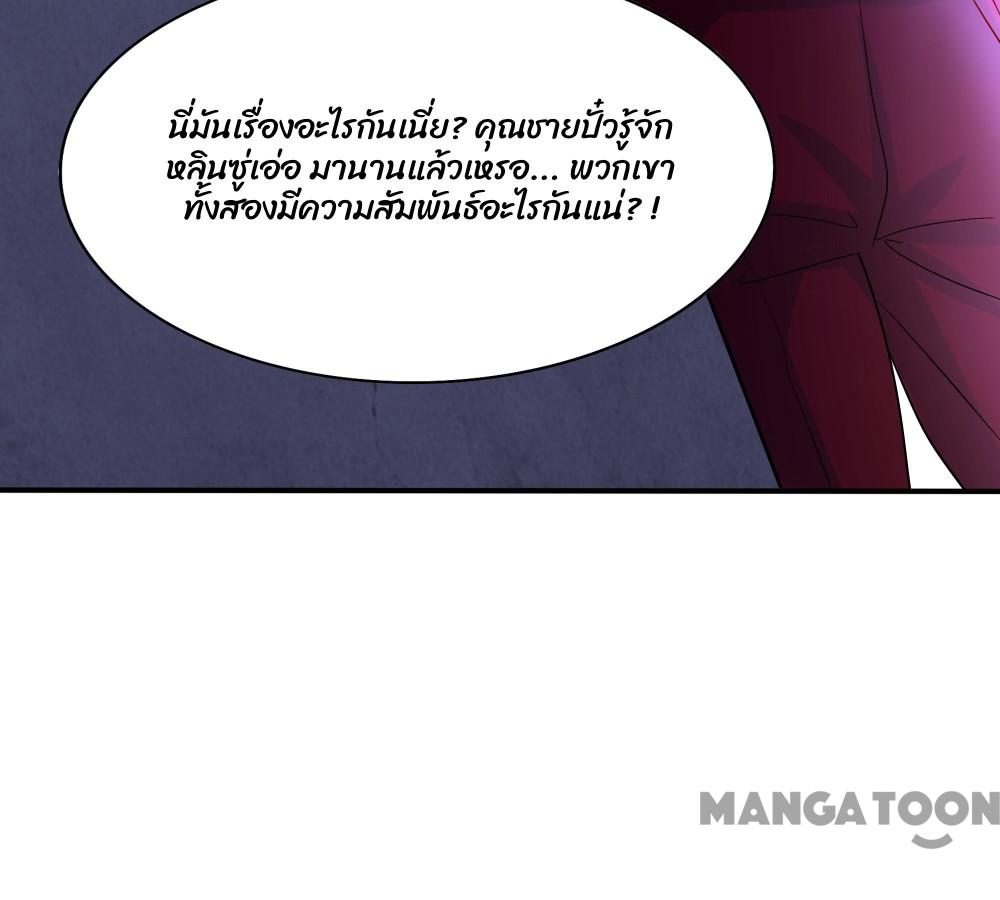 นี่มันเรื่องอะไรกันเนี่ย? คุณชายปั๋วรู้จัก
หลินซู่เอ่อ มานานแล้วเหรอ... พวกเขา
ทั้งสองมีความสัมพันธ์อะไรกันแน่?!
MANGATOON